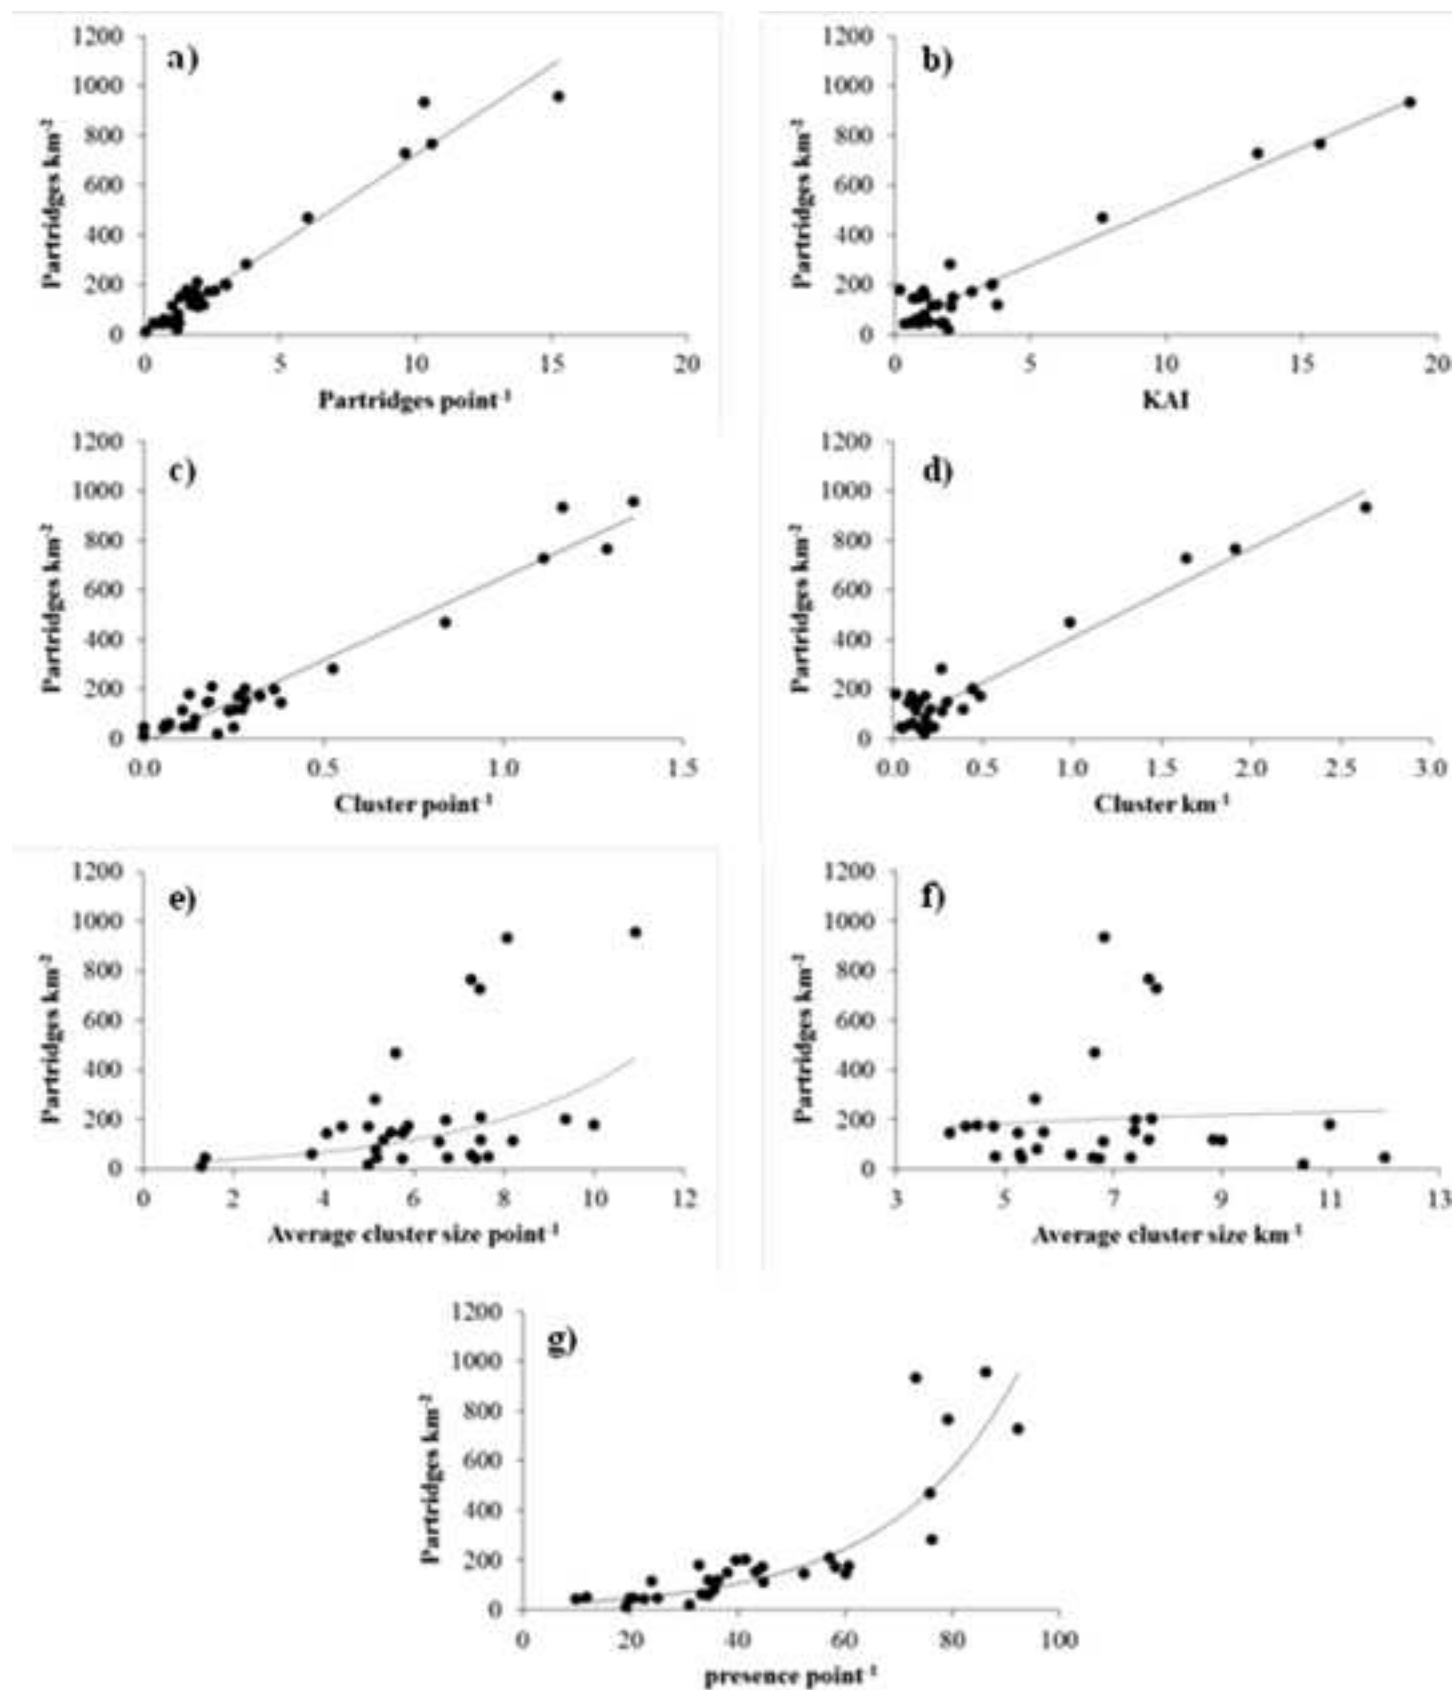 a)
1200
1000
800
600
400
200
0
Partridges km-2
0 5 10 15 20
Partridges point-1
b)
1200
1000
800
600
400
200
0
Partridges km-2
0 5 10 15 20
KAI
c)
1200
1000
800
600
400
200
0
Partridges km-2
0.0 0.5 1.0 1.5
Cluster point-1
d)
1200
1000
800
600
400
200
0
Partridges km-2
0.0 0.5 1.0 1.5 2.0 2.5 3.0
Cluster km-1
e)
1200
1000
800
600
400
200
0
Partridges km-2
0 2 4 6 8 10 12
Average cluster size point-1
f)
1200
1000
800
600
400
200
0
Partridges km-2
3 5 7 9 11 13
Average cluster size km-1
g)
1200
1000
800
600
400
200
0
Partridges km-2
0 20 40 60 80 100
presence point-1